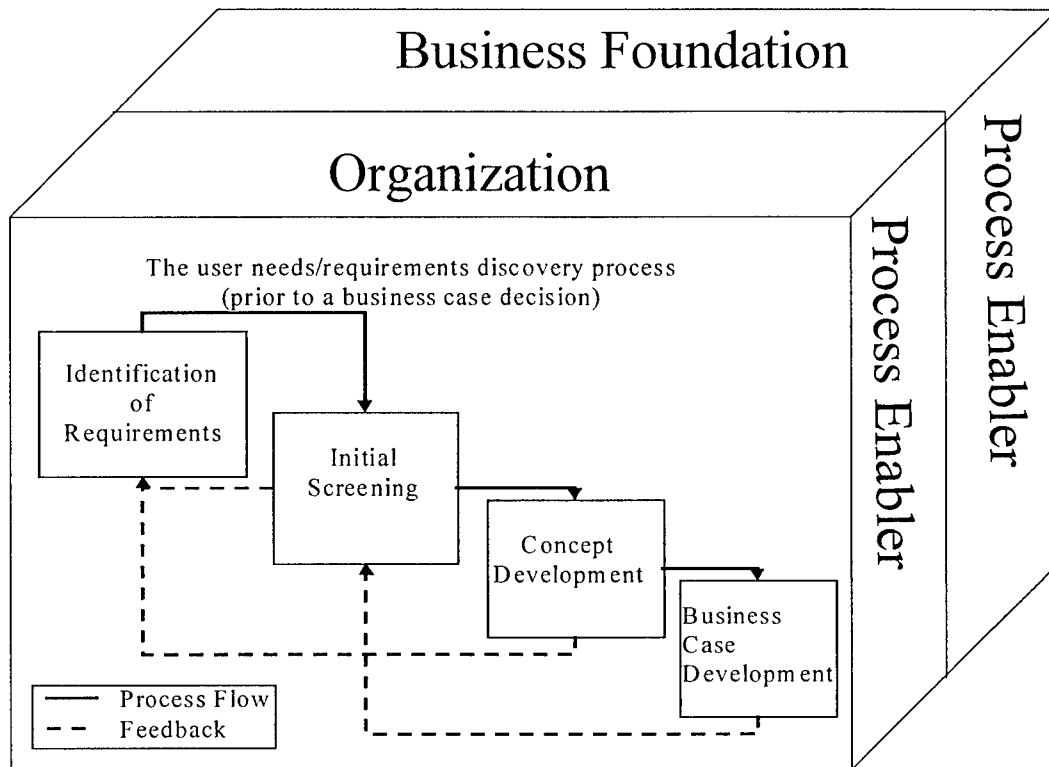 Business Foundation
Process Enabler
Organization
Process Enabler
The user needs/requirements discovery process
(prior to a business case decision)
Identification
of
Requirements
Initial
Screening
Concept
Development
Business
Case
Development
Process Flow
Feedback